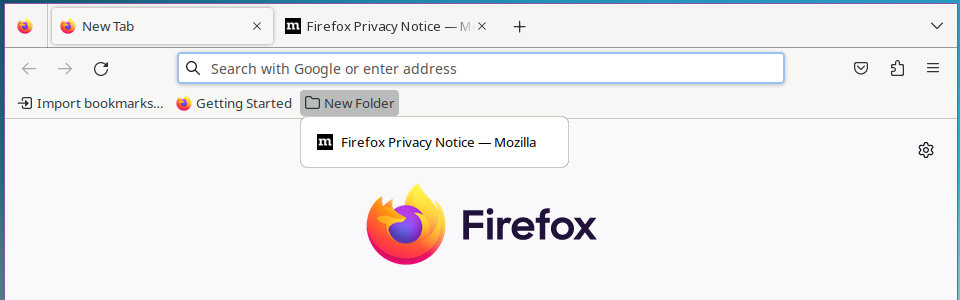 New Tab
Firefox Privacy Notice — M
Search with Google or enter address
Import bookmarks...
Getting Started
New Folder
Firefox Privacy Notice — Mozilla
Firefox